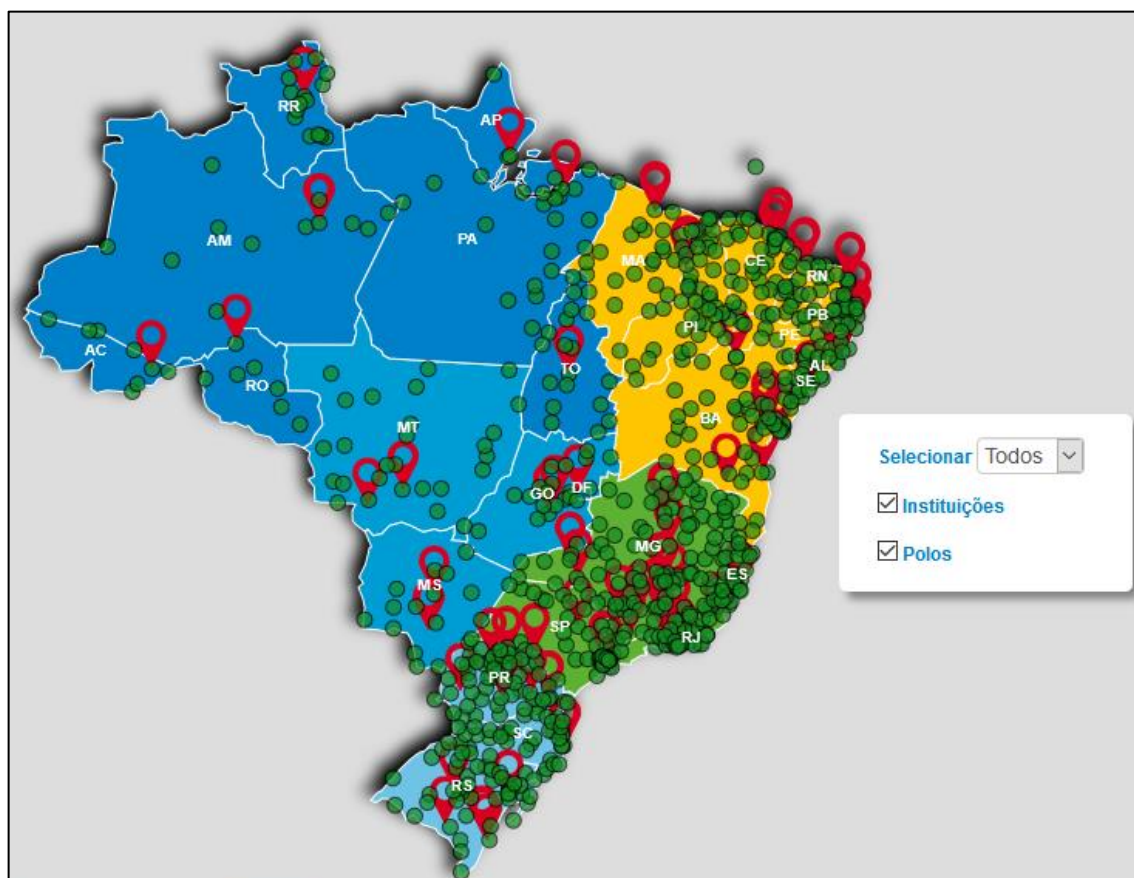 RR
AP
AM
PA
MA
CE
RN
PB
PI
PE
AC
TO
AL
RO
SE
BA
MT
GO
DF
MG
MS
ES
SP
RJ
PR
SC
RS
Selecionar Todos
Instituições
Polos